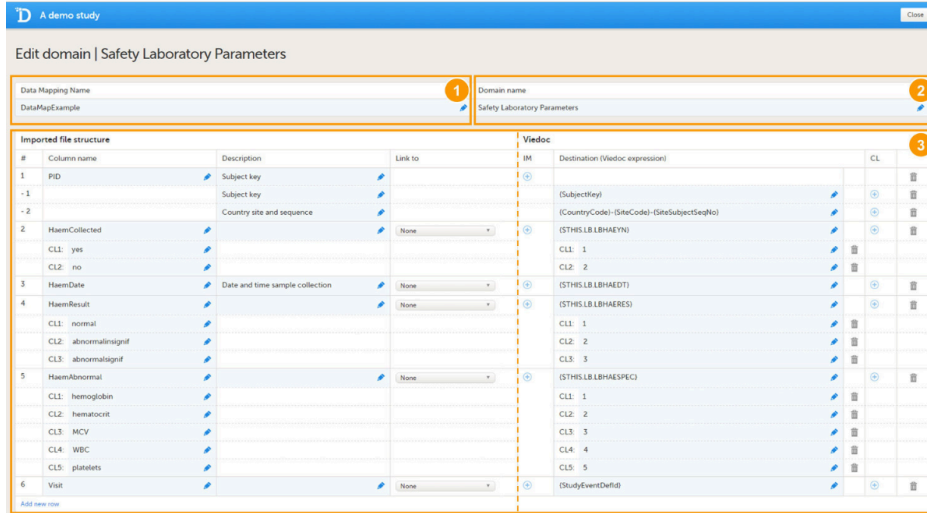 A demo study Close
Edit domain | Safety Laboratory Parameters
Data Mapping Name 1 Domain name 2
DataMapExample Safety Laboratory Parameters
Imported file structure Viedoc 3
# Column name Description Link to IM Destination (Viedoc expression) CL
1 PID Subject key
- 1 Subject key {SubjectKey}
- 2 Country site and sequence {CountryCode}-{SiteCode}-{SiteSubjectSeqNo}
2 HaemCollected None {STHIS.LB.LBHAEYN}
CL1: yes CL1: 1
CL2: no CL2: 2
3 HaemDate Date and time sample collection None {STHIS.LB.LBHAEDT}
4 HaemResult None {STHIS.LB.LBHAERES}
CL1: normal CL1: 1
CL2: abnormalinsignif CL2: 2
CL3: abnormalsignif CL3: 3
5 HaemAbnormal None {STHIS.LB.LBHAESPEC}
CL1: hemoglobin CL1: 1
CL2: hematocrit CL2: 2
CL3: MCV CL3: 3
CL4: WBC CL4: 4
CL5: platelets CL5: 5
6 Visit None {StudyEventDefId}
Add new row